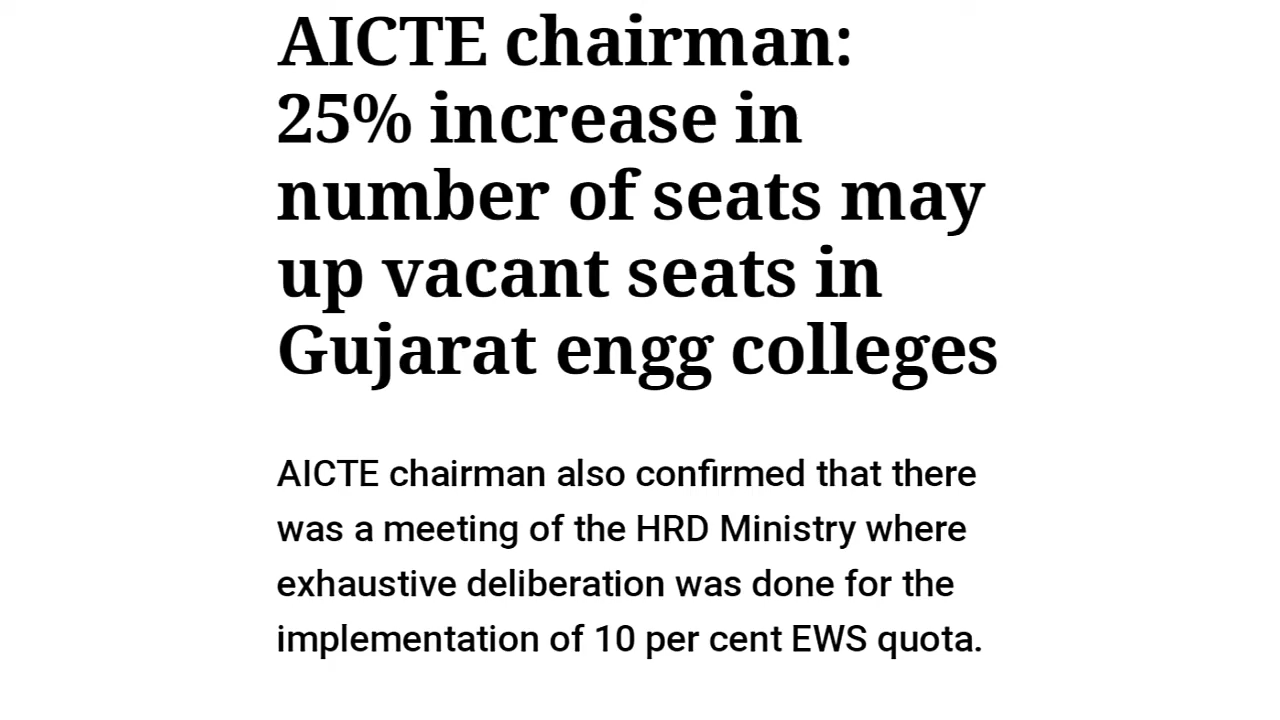 AICTE chairman:
25% increase in
number of seats may
up vacant seats in
Gujarat engg colleges
AICTE chairman also confirmed that there
was a meeting of the HRD Ministry where
exhaustive deliberation was done for the
implementation of 10 per cent EWS quota.